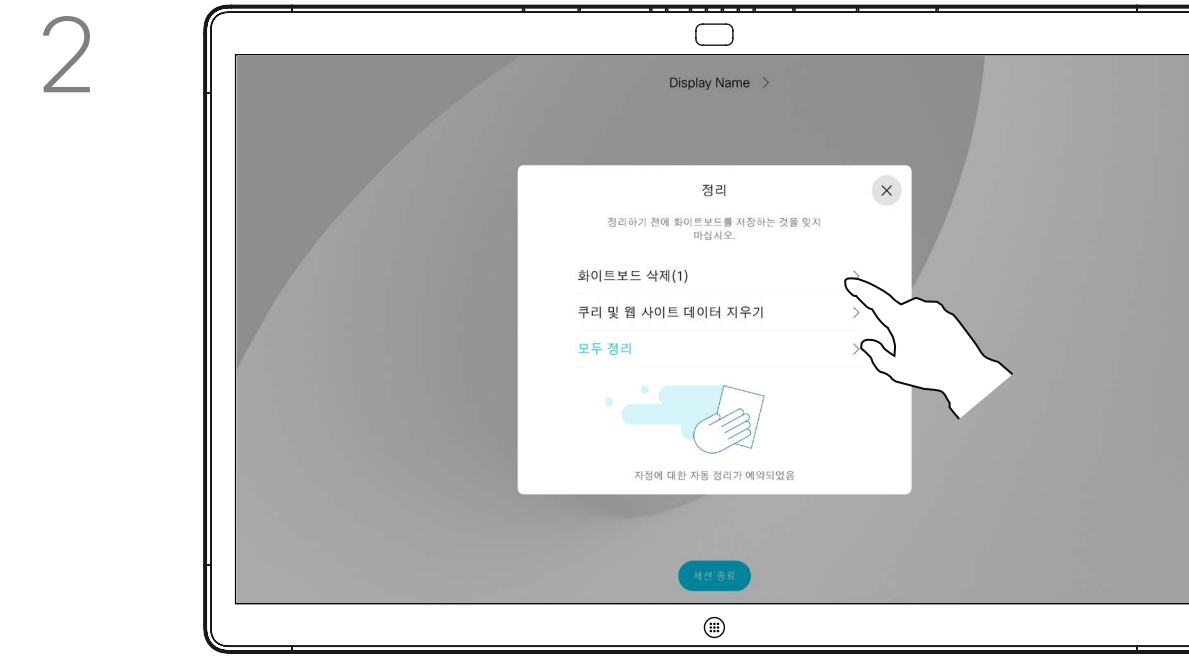 2
Display Name
정리
정리하기 전에 화이트보드를 저장하는 것을 잊지
마십시오.
화이트보드 삭제(1)
쿠리 및 웹 사이트 데이터 지우기
모두 정리
자정에 대한 자동 정리가 예약되었음
세션 종료